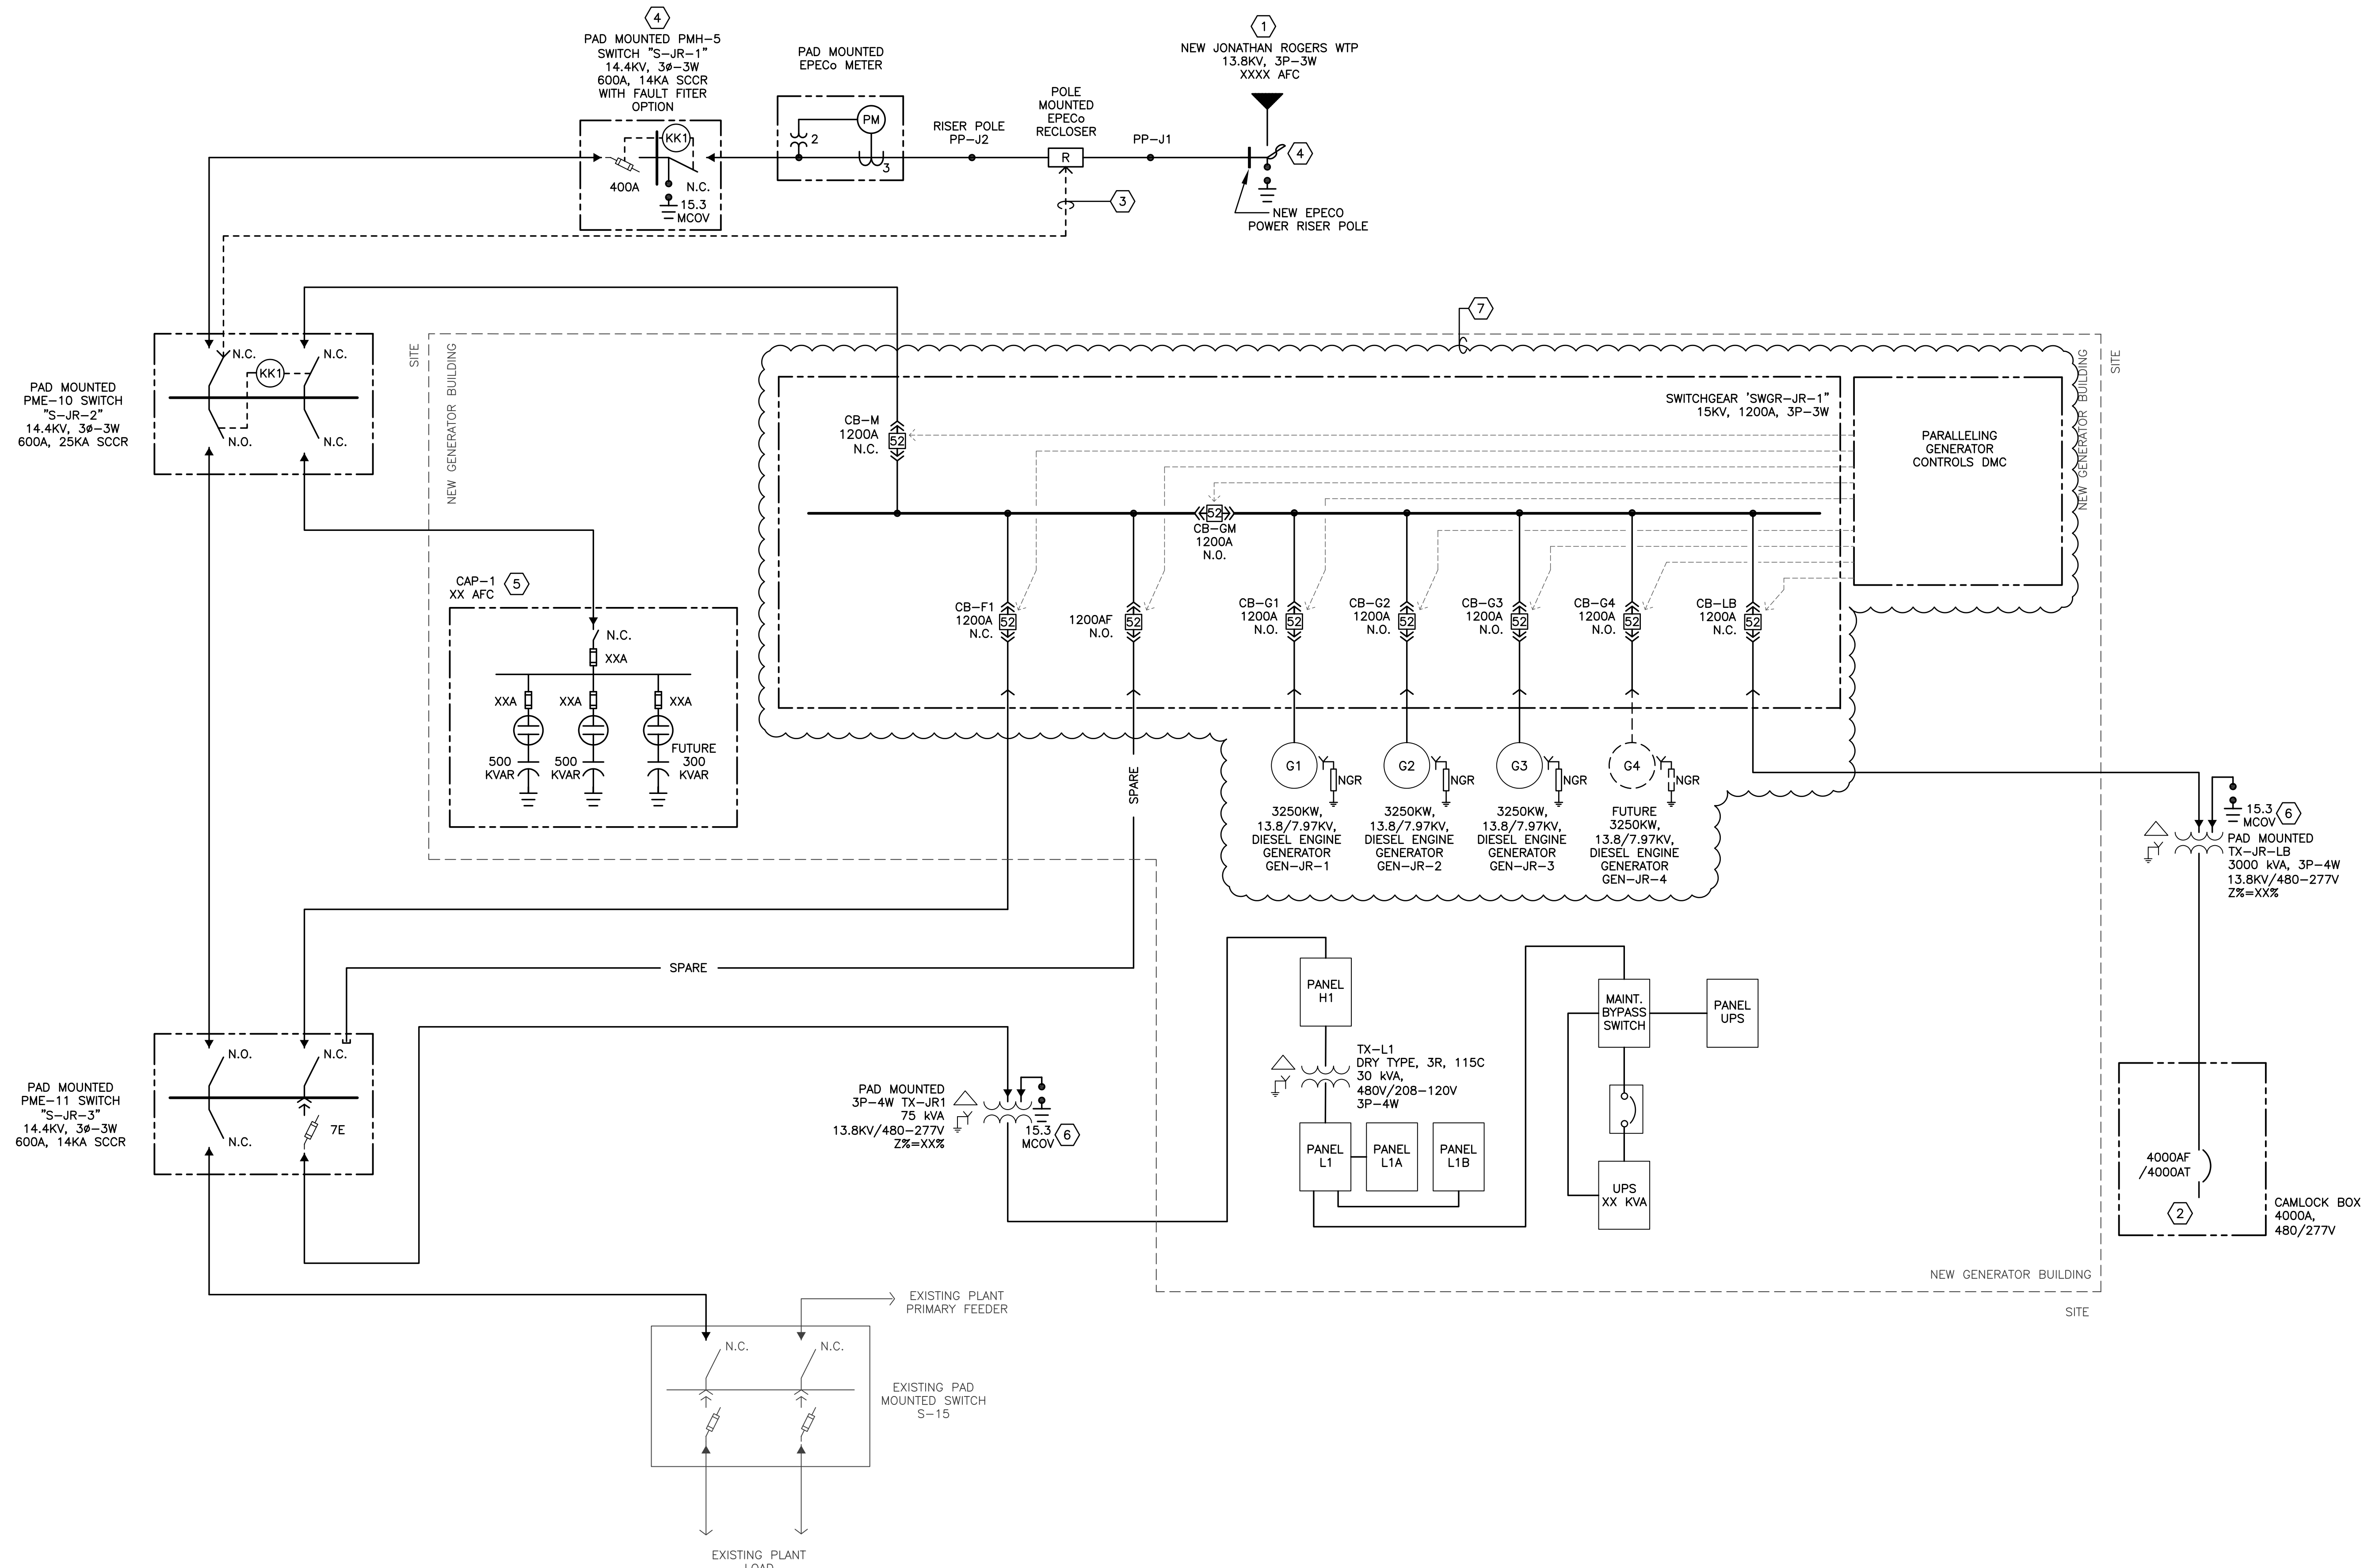 4
PAD MOUNTED PMH-5
SWITCH "S-JR-1"
14.4KV, 3ø-3W
600A, 14KA SCCR
WITH FAULT FITER
OPTION
KK1
400A
N.C.
15.3
MCOV
PAD MOUNTED
EPECo METER
PM
2
3
RISER POLE
PP-J2
POLE
MOUNTED
EPECo
RECLOSER
R
3
PP-J1
1
NEW JONATHAN ROGERS WTP
13.8KV, 3P-3W
XXXX AFC
4
NEW EPECO
POWER RISER POLE
PAD MOUNTED
PME-10 SWITCH
"S-JR-2"
14.4KV, 3ø-3W
600A, 25KA SCCR
N.C.
KK1
N.C.
N.O.
N.C.
SITE
NEW GENERATOR BUILDING
7
SWITCHGEAR 'SWGR-JR-1"
15KV, 1200A, 3P-3W
PARALLELING
GENERATOR
CONTROLS DMC
NEW GENERATOR BUILDING
SITE
CB-M
1200A
N.C.
52
52
CB-GM
1200A
N.O.
CB-F1
1200A
N.C.
52
1200AF
N.O.
52
CB-G1
1200A
N.O.
52
CB-G2
1200A
N.O.
52
CB-G3
1200A
N.O.
52
CB-G4
1200A
N.O.
52
CB-LB
1200A
N.C.
52
CAP-1
XX AFC
5
N.C.
XXA
XXA
XXA
XXA
500
KVAR
500
KVAR
FUTURE
300
KVAR
SPARE
G1
NGR
3250KW,
13.8/7.97KV,
DIESEL ENGINE
GENERATOR
GEN-JR-1
G2
NGR
3250KW,
13.8/7.97KV,
DIESEL ENGINE
GENERATOR
GEN-JR-2
G3
NGR
3250KW,
13.8/7.97KV,
DIESEL ENGINE
GENERATOR
GEN-JR-3
G4
NGR
FUTURE
3250KW,
13.8/7.97KV,
DIESEL ENGINE
GENERATOR
GEN-JR-4
15.3
MCOV
6
PAD MOUNTED
TX-JR-LB
3000 kVA, 3P-4W
13.8KV/480-277V
Z%=XX%
SPARE
PAD MOUNTED
PME-11 SWITCH
"S-JR-3"
14.4KV, 3ø-3W
600A, 14KA SCCR
N.O.
N.C.
N.C.
7E
PAD MOUNTED
3P-4W TX-JR1
75 kVA
13.8KV/480-277V
Z%=XX%
15.3
MCOV
6
PANEL
H1
TX-L1
DRY TYPE, 3R, 115C
30 kVA,
480V/208-120V
3P-4W
PANEL
L1
PANEL
L1A
PANEL
L1B
MAINT.
BYPASS
SWITCH
PANEL
UPS
UPS
XX KVA
4000AF
/4000AT
2
CAMLOCK BOX
4000A,
480/277V
NEW GENERATOR BUILDING
SITE
EXISTING PLANT
PRIMARY FEEDER
N.C.
N.C.
EXISTING PAD
MOUNTED SWITCH
S-15
EXISTING PLANT
LOAD